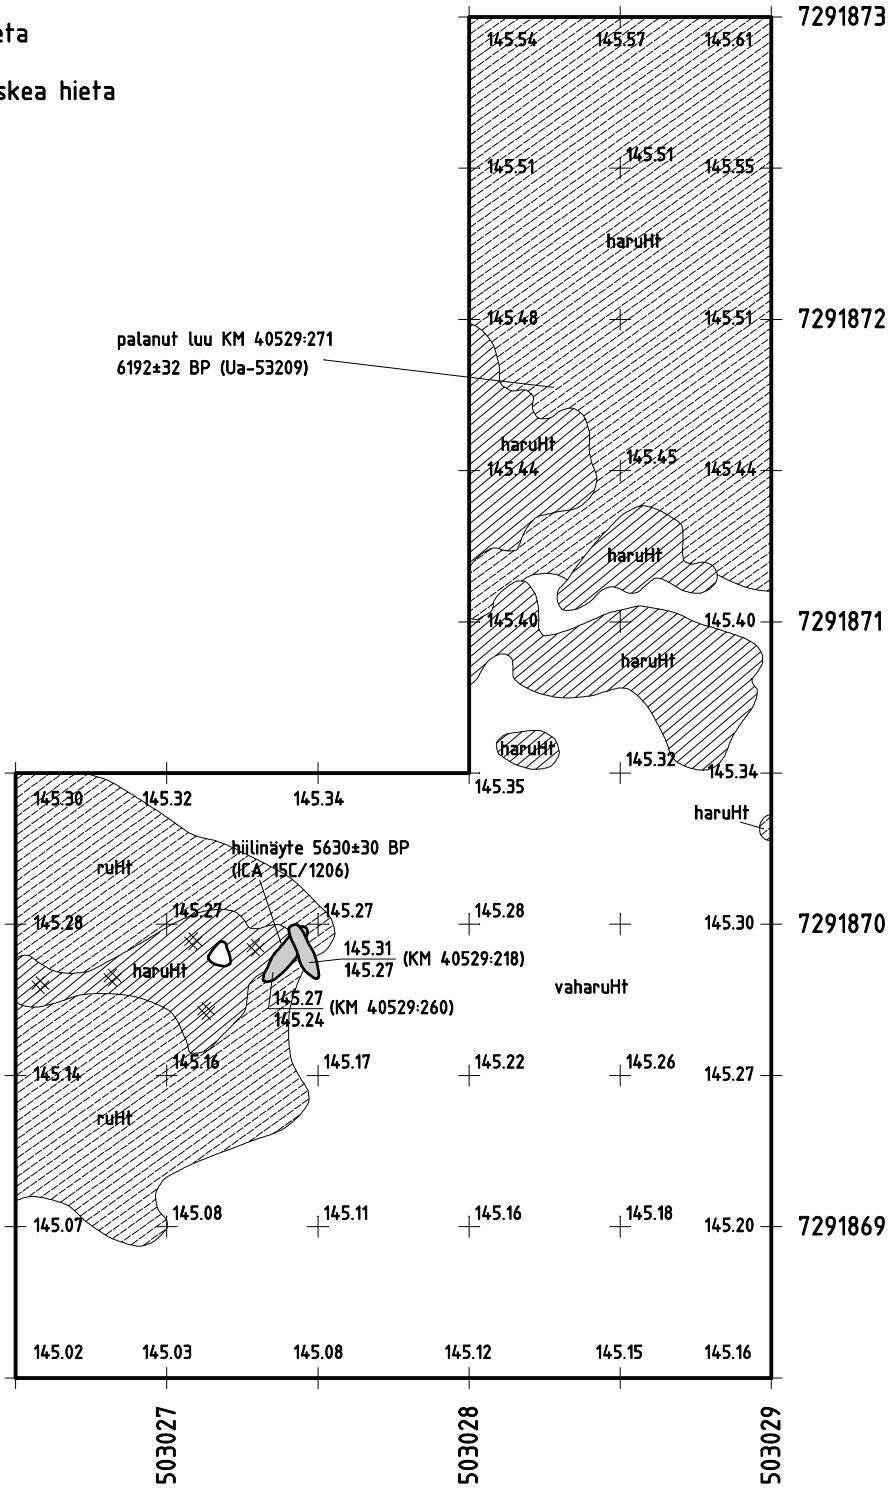 eta
skea hieta
7291873
145.54 145.57 145.61
145.51 145.51 145.55
haruHt
145.48 145.51 7291872
palanut luu KM 40529:271
6192±32 BP (Ua-53209)
haruHt
145.44 145.45 145.44
haruHt
145.40 145.40 7291871
haruHt
haruHt
145.32
145.35 145.34
145.30 145.32 145.34
haruHt
hiilinäyte 5630±30 BP
(ICA 15C/1206)
ruHt
145.28 145.27 145.27 145.28 145.30 7291870
145.31
145.27 (KM 40529:218)
haruHt
vaharuHt
145.27
145.24 (KM 40529:260)
145.14 145.16 145.17 145.22 145.26 145.27
ruHt
145.07 145.08 145.11 145.16 145.18 145.20 7291869
145.02 145.03 145.08 145.12 145.15 145.16
503027 503028 503029